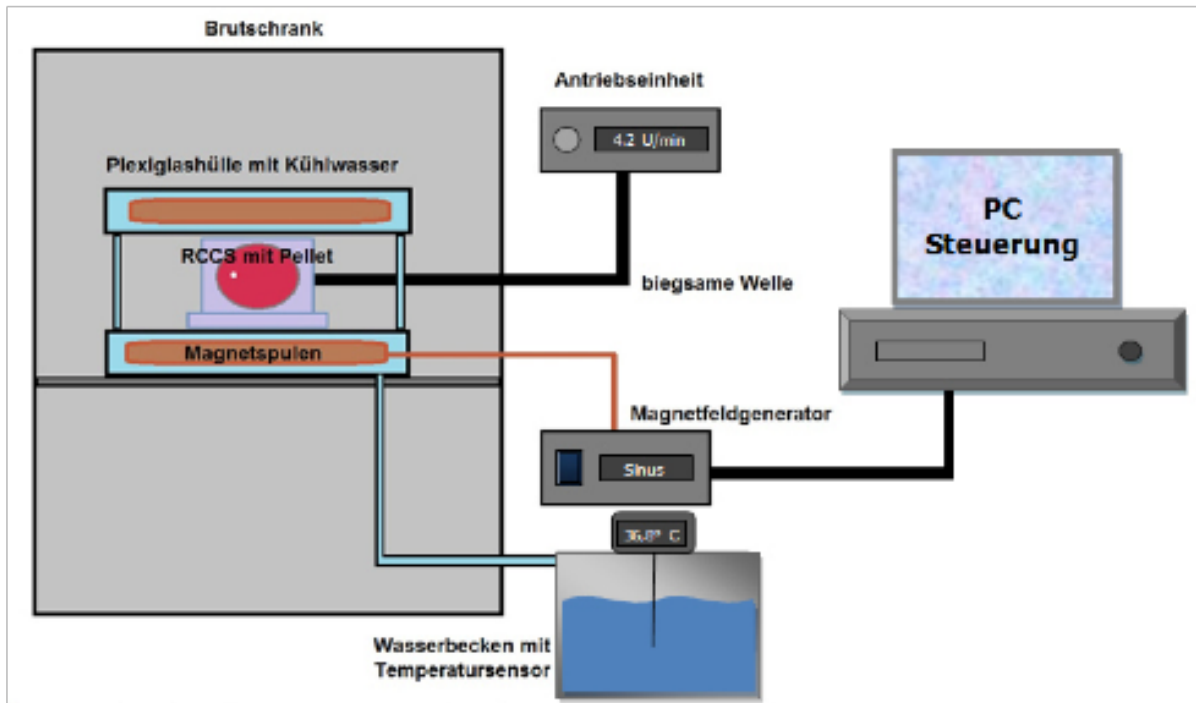 Brutschrank
Antriebseinheit
4.2 U/min
Plexiglashülle mit Kühlwasser
PC
Steuerung
RCCS mit Pellet
biegsame Welle
Magnetspulen
Magnetfeldgenerator
Sinus
36.8° C
Wasserbecken mit
Temperatursensor